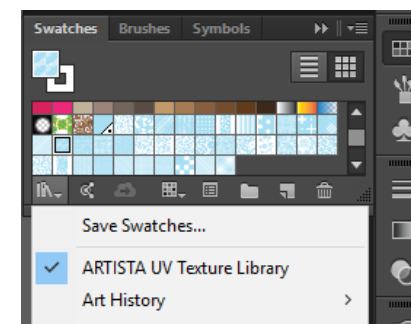 Swatches Brushes Symbols
Save Swatches...
ARTISTA UV Texture Library
Art History